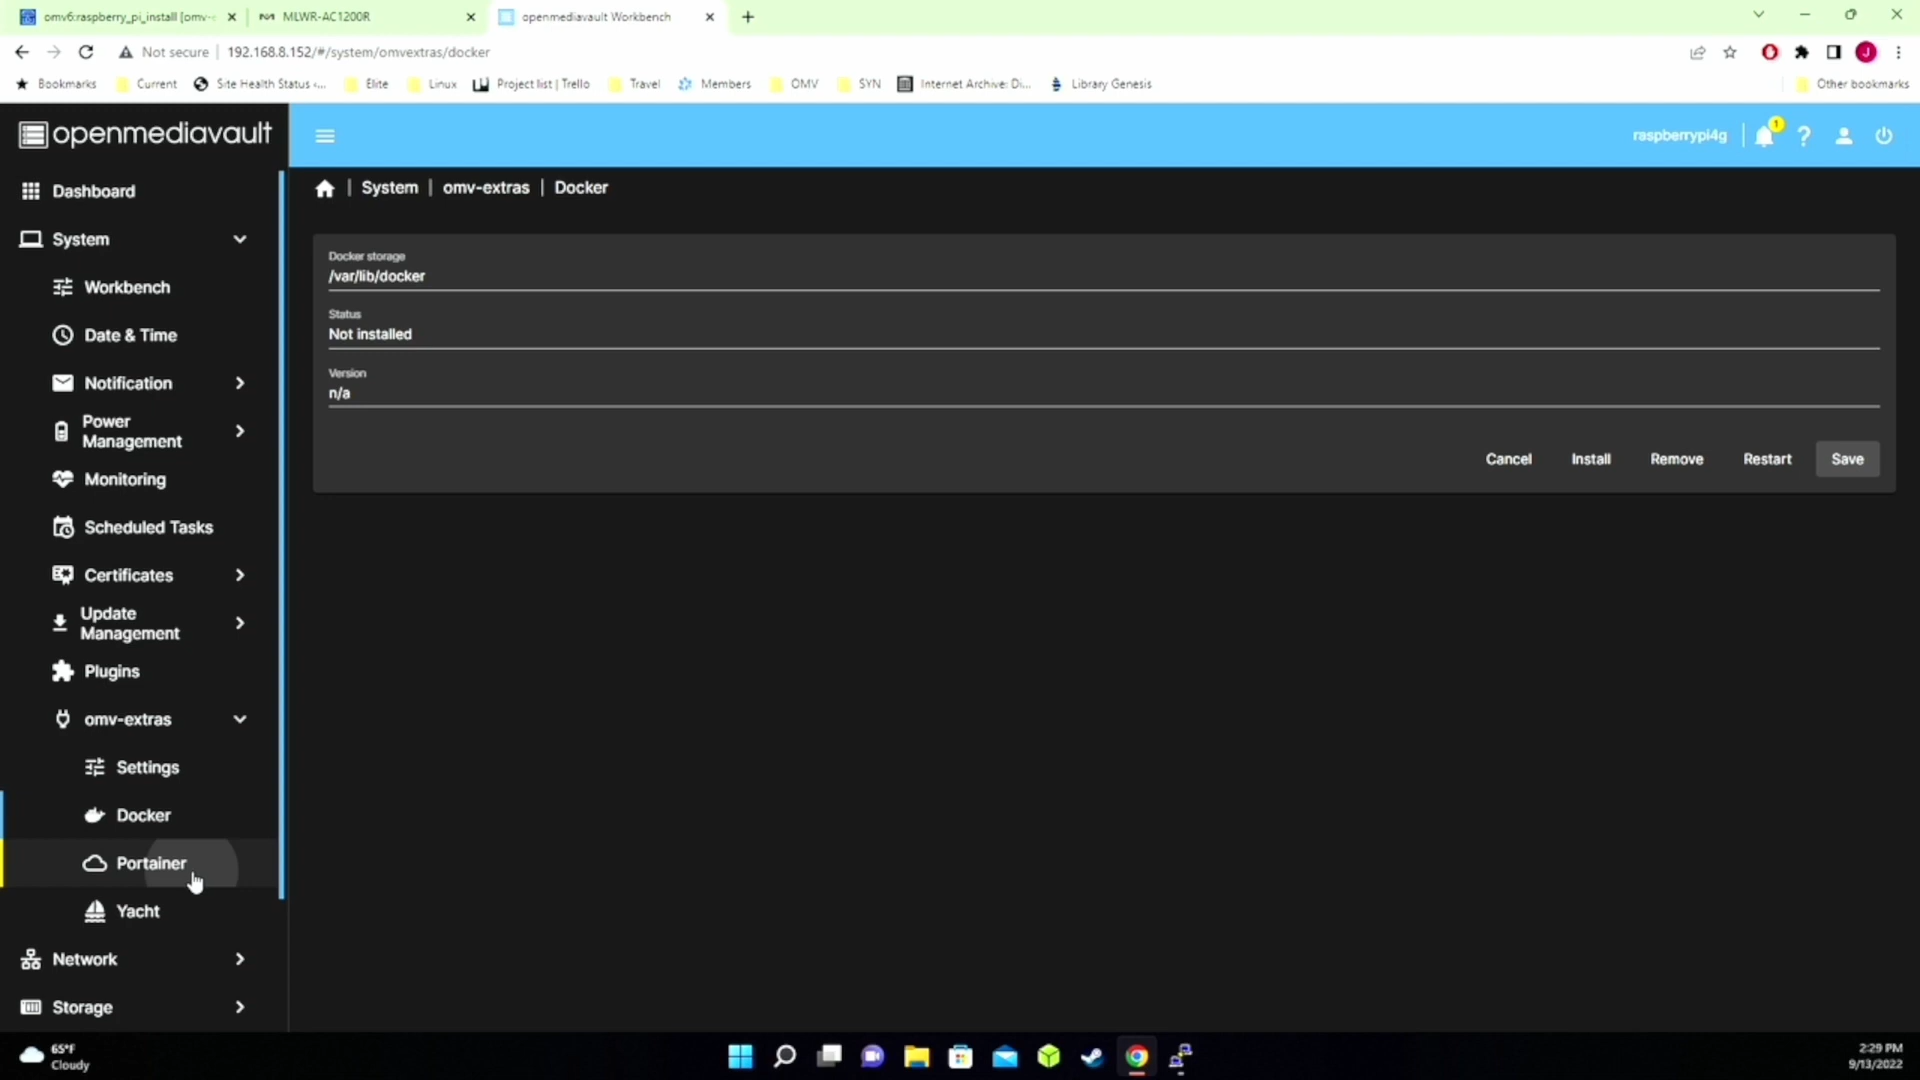 omv6:raspberry_pi_install [omv-
MLWR-AC1200R
openmediavault Workbench
Not secure
192.168.8.152/#/system/omvextras/docker
J
Bookmarks
Current
Site Health Status ‹...
Elite
Linux
Project list | Trello
Travel
Members
OMV
SYN
Internet Archive: Di...
Library Genesis
Other bookmarks
openmediavault
raspberrypi4g
1
Dashboard
System | omv-extras | Docker
System
Workbench
Date & Time
Notification
Power
Management
Monitoring
Scheduled Tasks
Certificates
Update
Management
Plugins
omv-extras
Settings
Docker
Portainer
Yacht
Network
Storage
Docker storage
/var/lib/docker
Status
Not installed
Version
n/a
Cancel
Install
Remove
Restart
Save
65°F
Cloudy
2:29 PM
9/13/2022